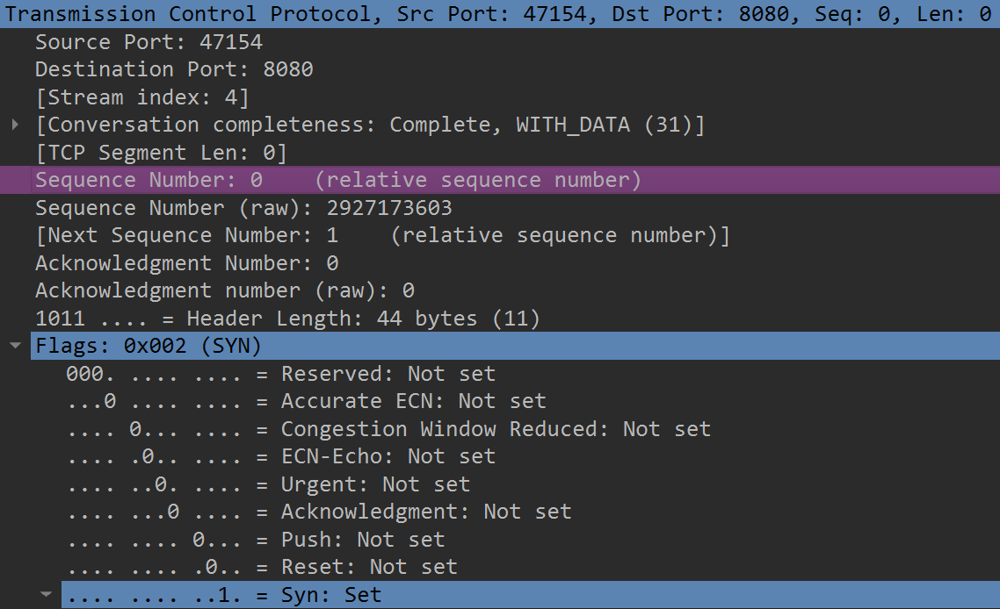 Transmission Control Protocol, Src Port: 47154, Dst Port: 8080, Seq: 0, Len: 0
Source Port: 47154
Destination Port: 8080
[Stream index: 4]
[Conversation completeness: Complete, WITH_DATA (31)]
[TCP Segment Len: 0]
Sequence Number: 0    (relative sequence number)
Sequence Number (raw): 2927173603
[Next Sequence Number: 1    (relative sequence number)]
Acknowledgment Number: 0
Acknowledgment number (raw): 0
1011 .... = Header Length: 44 bytes (11)
Flags: 0x002 (SYN)
000. .... .... = Reserved: Not set
...0 .... .... = Accurate ECN: Not set
.... 0... .... = Congestion Window Reduced: Not set
.... .0.. .... = ECN-Echo: Not set
.... ..0. .... = Urgent: Not set
.... ...0 .... = Acknowledgment: Not set
.... .... 0... = Push: Not set
.... .... .0.. = Reset: Not set
.... .... ..1. = Syn: Set